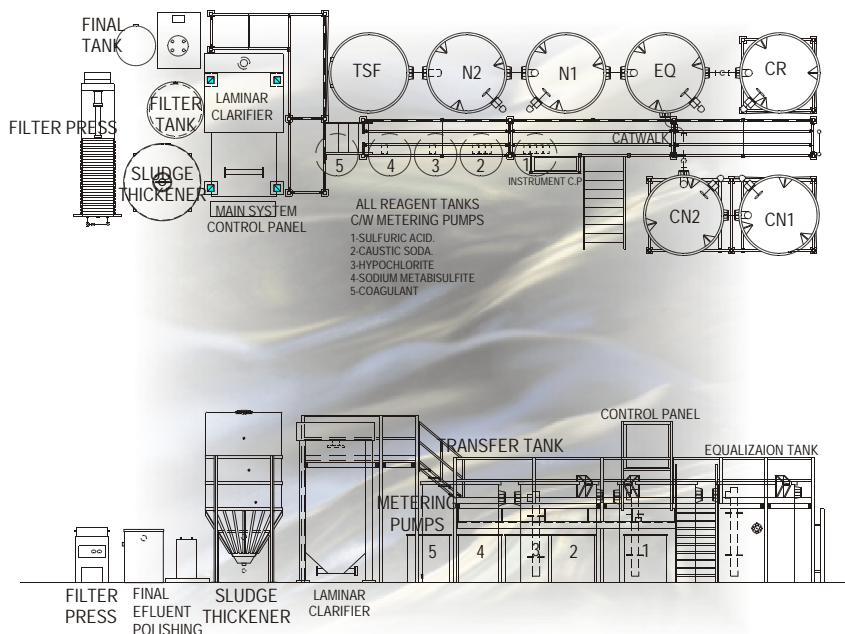 FINAL
TANK
TSF
N2
N1
EQ
CR
FILTER PRESS
FILTER
TANK
LAMINAR
CLARIFIER
CATWALK
5
4
3
2
1
INSTRUMENT C.P
SLUDGE
THICKENER
MAIN SYSTEM
CONTROL PANEL
ALL REAGENT TANKS
C/W METERING PUMPS
1-SULFURIC ACID.
2-CAUSTIC SODA.
3-HYPOCHLORITE
4-SODIUM METABISULFITE
5-COAGULANT
CN2
CN1
CONTROL PANEL
TRANSFER TANK
EQUALIZAION TANK
METERING
PUMPS
5
4
3
2
1
FILTER
PRESS
FINAL
EFLUENT
POLISHING
SLUDGE
THICKENER
LAMINAR
CLARIFIER